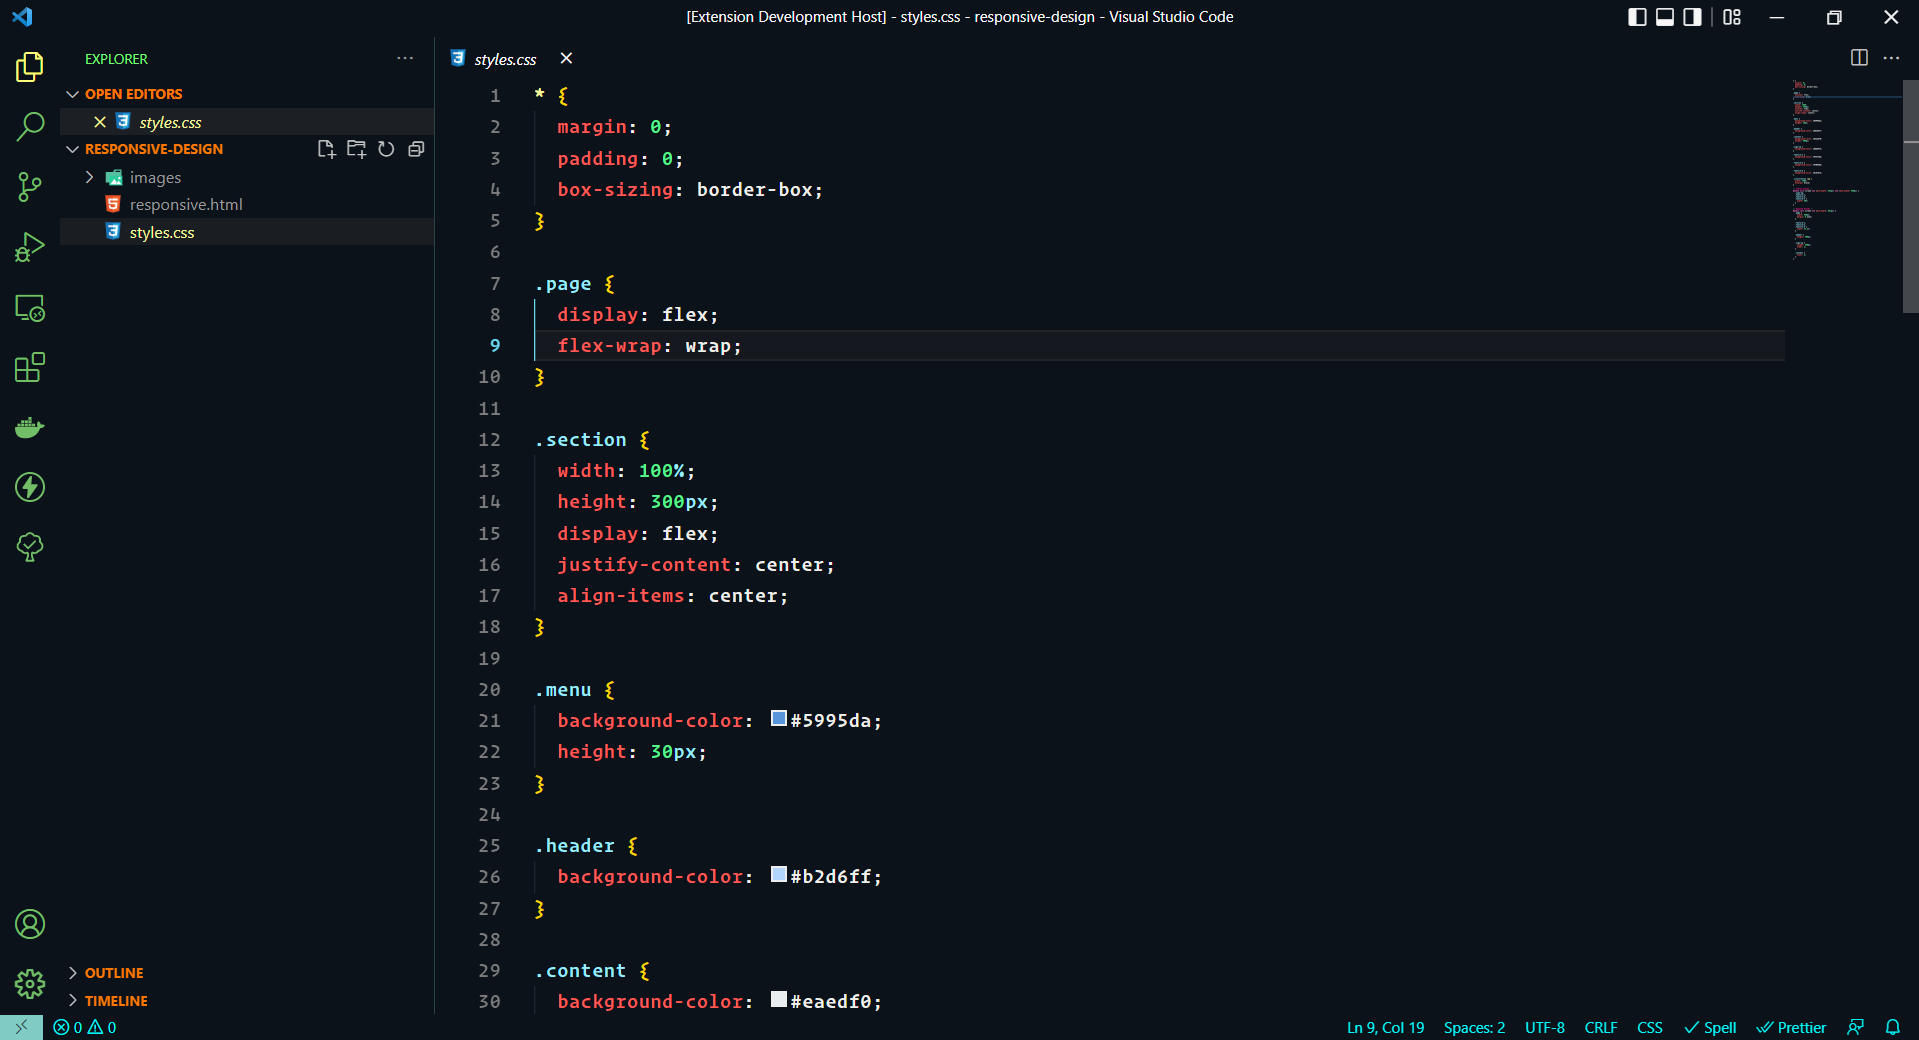 [Extension Development Host] - styles.css - responsive-design - Visual Studio Code
EXPLORER
OPEN EDITORS
styles.css
RESPONSIVE-DESIGN
images
responsive.html
styles.css
OUTLINE
TIMELINE
styles.css
1 * {
2 margin: 0;
3 padding: 0;
4 box-sizing: border-box;
5 }
6
7 .page {
8 display: flex;
9 flex-wrap: wrap;
10 }
11
12 .section {
13 width: 100%;
14 height: 300px;
15 display: flex;
16 justify-content: center;
17 align-items: center;
18 }
19
20 .menu {
21 background-color: #5995da;
22 height: 30px;
23 }
24
25 .header {
26 background-color: #b2d6ff;
27 }
28
29 .content {
30 background-color: #eaedf0;
0 0 Ln 9, Col 19 Spaces: 2 UTF-8 CRLF CSS Spell Prettier